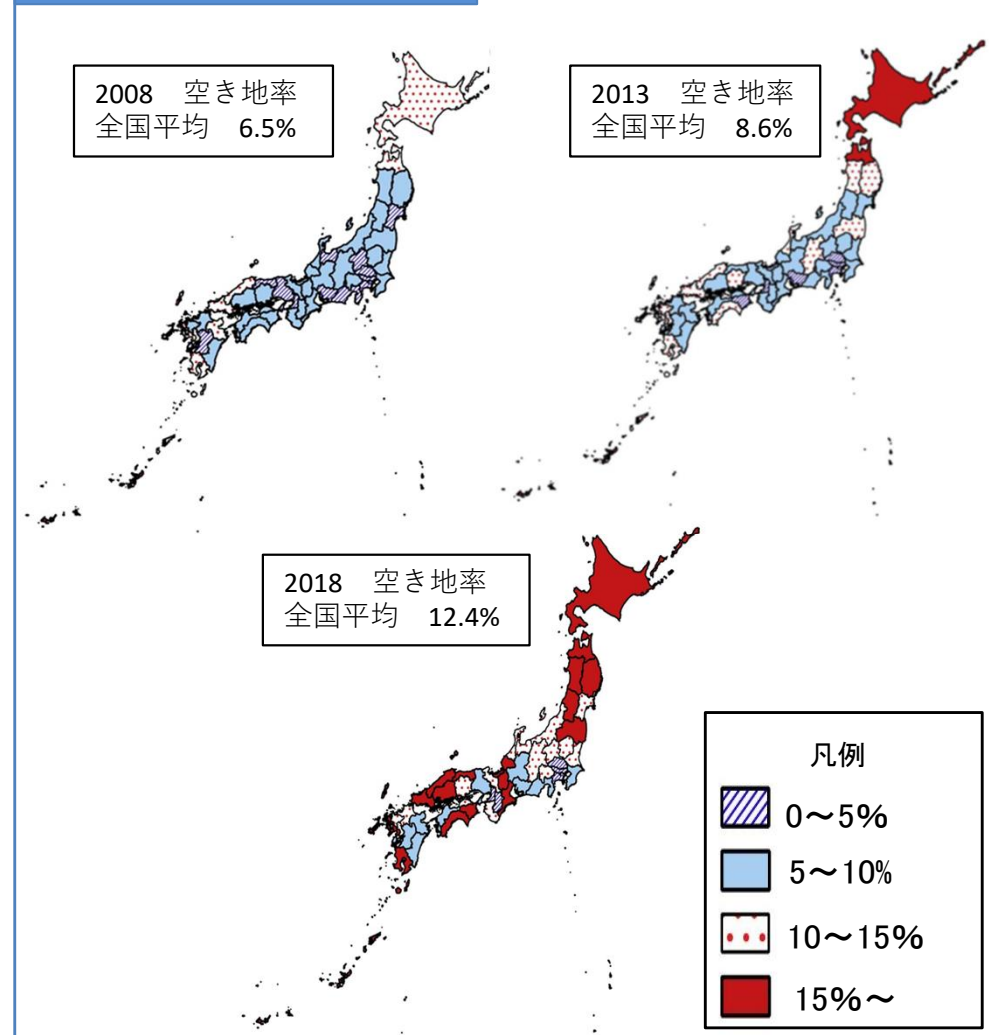 2008　空き地率
全国平均　6.5%
2013　空き地率
全国平均　8.6%
2018　空き地率
全国平均　12.4%
凡例
0～5%
5～10%
10～15%
15%～